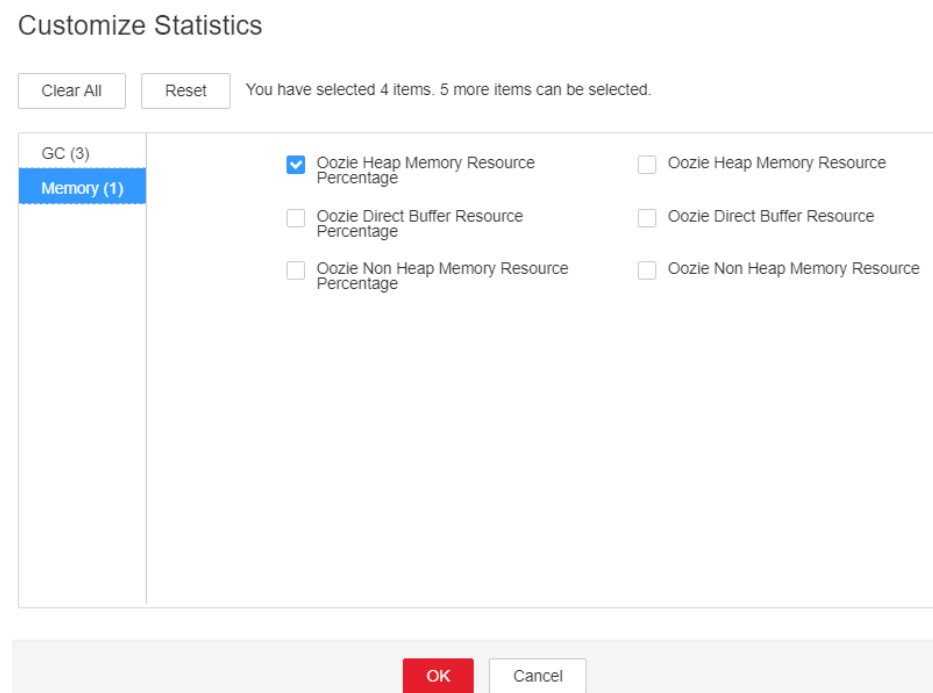 Customize Statistics
Clear All
Reset
You have selected 4 items. 5 more items can be selected.
GC (3)
Memory (1)
Oozie Heap Memory Resource
Percentage
Oozie Heap Memory Resource
Oozie Direct Buffer Resource
Percentage
Oozie Direct Buffer Resource
Oozie Non Heap Memory Resource
Percentage
Oozie Non Heap Memory Resource
OK
Cancel